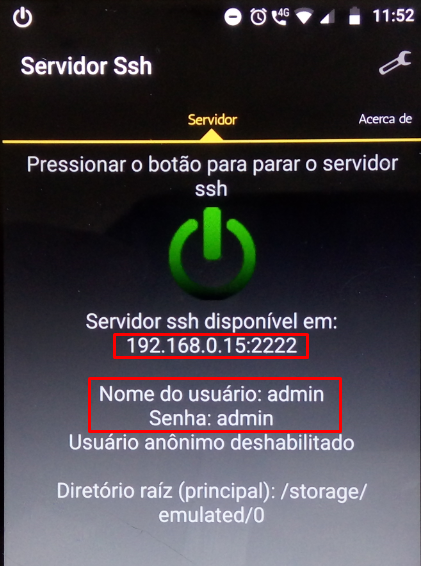 4G
11:52
Servidor Ssh
Servidor
Acerca de
Pressionar o botão para parar o servidor
ssh
Servidor ssh disponível em:
192.168.0.15:2222
Nome do usuário: admin
Senha: admin
Usuário anônimo deshabilitado
Diretório raíz (principal): /storage/
emulated/0